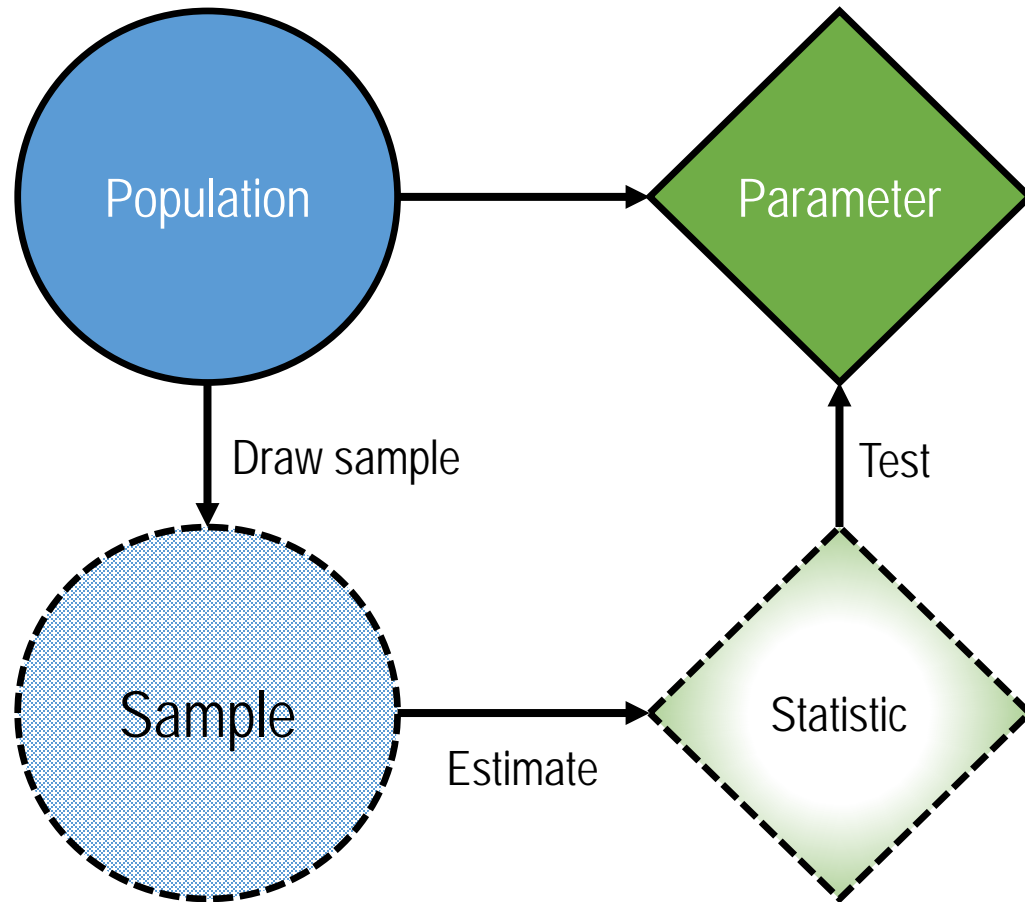 Population
Parameter
Draw sample
Test
Sample
Statistic
Estimate